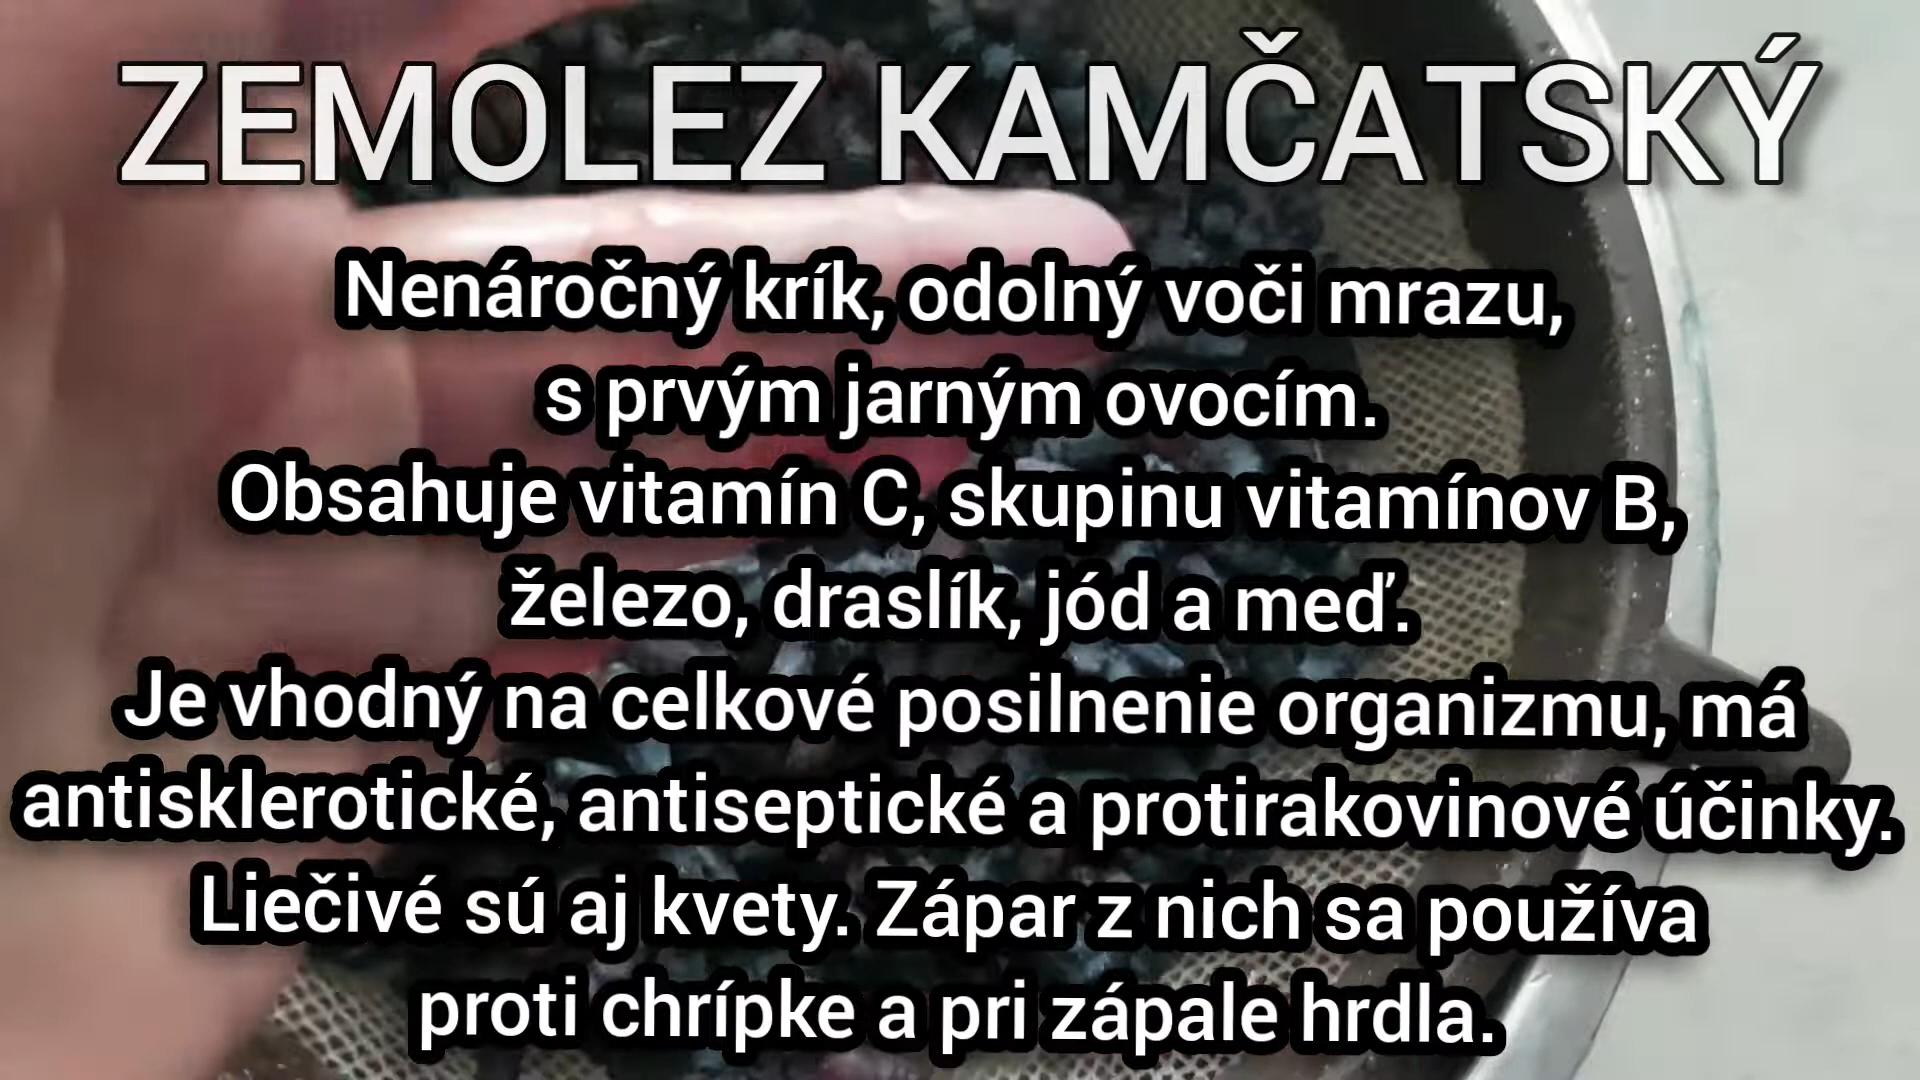 ZEMOLEZ KAMČATSKÝ
Nenáročný krík, odolný voči mrazu,
s prvým jarným ovocím.
Obsahuje vitamín C, skupinu vitamínov B,
železo, draslík, jód a meď.
Je vhodný na celkové posilnenie organizmu, má
antisklerotické, antiseptické a protirakovinové účinky.
Liečivé sú aj kvety. Zápar z nich sa používa
proti chrípke a pri zápale hrdla.